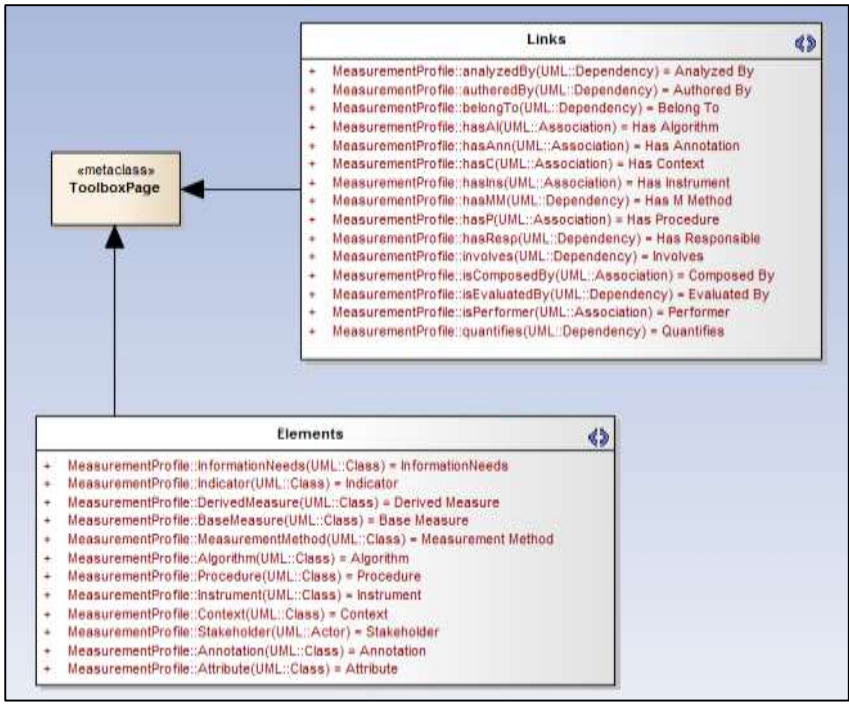 Links
+ MeasurementProfile::analyzedBy(UML::Dependency) = Analyzed By
+ MeasurementProfile::autheredBy(UML::Dependency) = Authored By
+ MeasurementProfile::belongTo(UML::Dependency) = Belong To
+ MeasurementProfile::hasAl(UML::Association) = Has Algorithm
+ MeasurementProfile::hasAnn(UML::Association) = Has Annotation
+ MeasurementProfile::hasC(UML::Association) = Has Context
+ MeasurementProfile::hasIns(UML::Association) = Has Instrument
+ MeasurementProfile::hasMM(UML::Dependency) = Has M Method
+ MeasurementProfile::hasP(UML::Association) = Has Procedure
+ MeasurementProfile::hasResp(UML::Dependency) = Has Responsible
+ MeasurementProfile::involves(UML::Dependency) = Involves
+ MeasurementProfile::isComposedBy(UML::Association) = Composed By
+ MeasurementProfile::isEvaluatedBy(UML::Dependency) = Evaluated By
+ MeasurementProfile::isPerformer(UML::Association) = Performer
+ MeasurementProfile::quantifies(UML::Dependency) = Quantifies
«metaclass»
ToolboxPage
Elements
+ MeasurementProfile::InformationNeeds(UML::Class) = InformationNeeds
+ MeasurementProfile::Indicator(UML::Class) = Indicator
+ MeasurementProfile::DerivedMeasure(UML::Class) = Derived Measure
+ MeasurementProfile::BaseMeasure(UML::Class) = Base Measure
+ MeasurementProfile::MeasurementMethod(UML::Class) = Measurement Method
+ MeasurementProfile::Algorithm(UML::Class) = Algorithm
+ MeasurementProfile::Procedure(UML::Class) = Procedure
+ MeasurementProfile::Instrument(UML::Class) = Instrument
+ MeasurementProfile::Context(UML::Class) = Context
+ MeasurementProfile::Stakeholder(UML::Actor) = Stakeholder
+ MeasurementProfile::Annotation(UML::Class) = Annotation
+ MeasurementProfile::Attribute(UML::Class) = Attribute